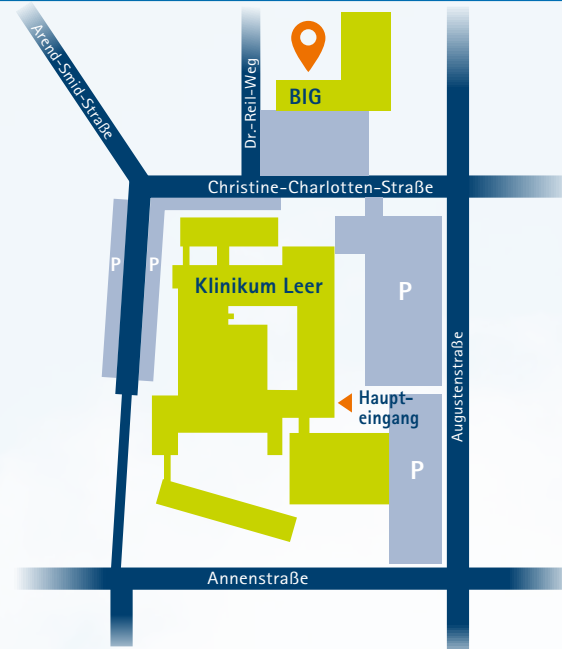 Arend-Smid-Straße
Dr.-Reil-Weg
BIG
Christine-Charlotten-Straße
P
P
Klinikum Leer
P
Augustenstraße
Haupt-
eingang
P
Annenstraße